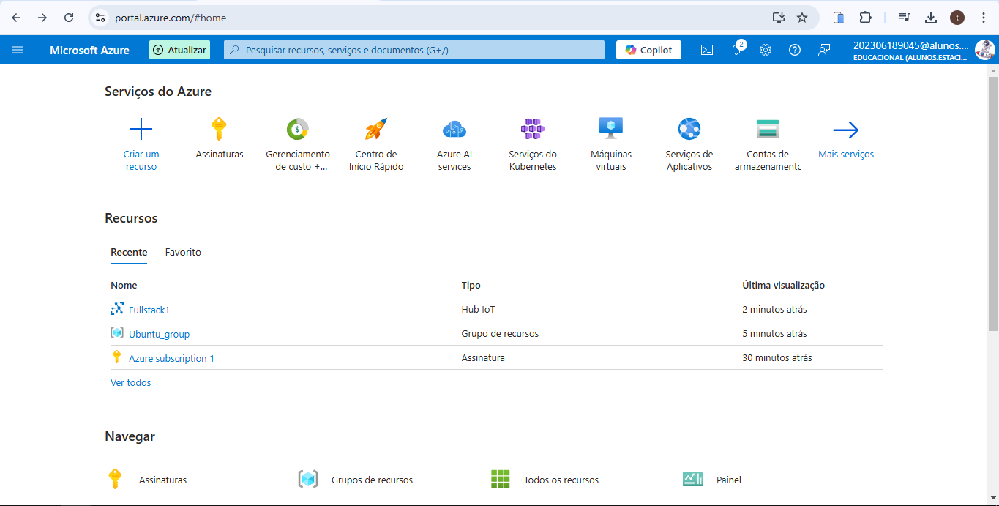 portal.azure.com/#home
t
Microsoft Azure
Atualizar
Pesquisar recursos, serviços e documentos (G+/)
Copilot
2
202306189045@alunos....
EDUCACIONAL (ALUNOS.ESTACI...
Serviços do Azure
Criar um
recurso
Assinaturas
Gerenciamento
de custo +...
Centro de
Início Rápido
Azure AI
services
Serviços do
Kubernetes
Máquinas
virtuais
Serviços de
Aplicativos
Contas de
armazenamento
Mais serviços
Recursos
Recente
Favorito
Nome
Tipo
Última visualização
Fullstack1
Hub IoT
2 minutos atrás
Ubuntu_group
Grupo de recursos
5 minutos atrás
Azure subscription 1
Assinatura
30 minutos atrás
Ver todos
Navegar
Assinaturas
Grupos de recursos
Todos os recursos
Painel